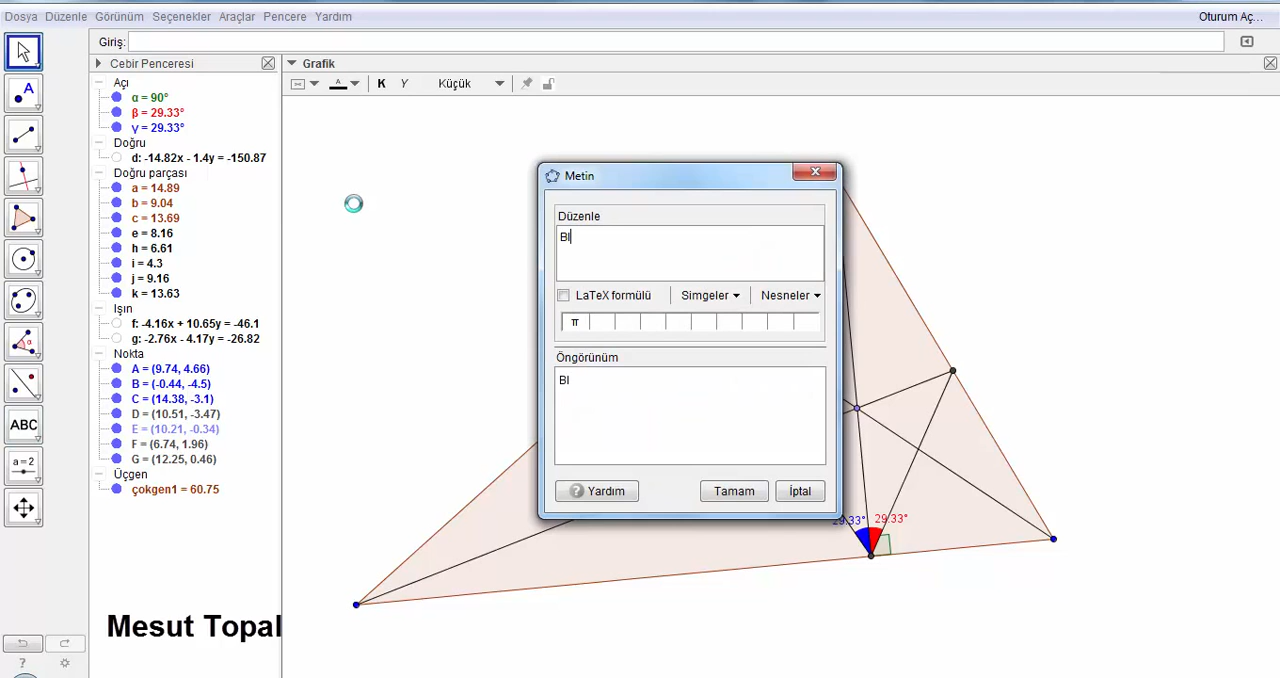 Dosya Düzenle Görünüm Seçenekler Araçlar Pencere Yardım Oturum Aç...
Giriş:
Cebir Penceresi Grafik
K Y Küçük
Açı
α = 90°
β = 29.33°
γ = 29.33°
Doğru
d: -14.82x - 1.4y = -150.87
Doğru parçası
a = 14.89
b = 9.04
c = 13.69
e = 8.16
h = 6.61
i = 4.3
j = 9.16
k = 13.63
Işın
f: -4.16x + 10.65y = -46.1
g: -2.76x - 4.17y = -26.82
Nokta
A = (9.74, 4.66)
B = (-0.44, -4.5)
C = (14.38, -3.1)
D = (10.51, -3.47)
E = (10.21, -0.34)
F = (6.74, 1.96)
G = (12.25, 0.46)
Üçgen
çokgen1 = 60.75
A
α
ABC
a = 2
?
Metin
Düzenle
Bl
LaTeX formülü Simgeler Nesneler
π
Öngörünüm
Bl
? Yardım Tamam İptal
29.33° 29.33°
Mesut Topal